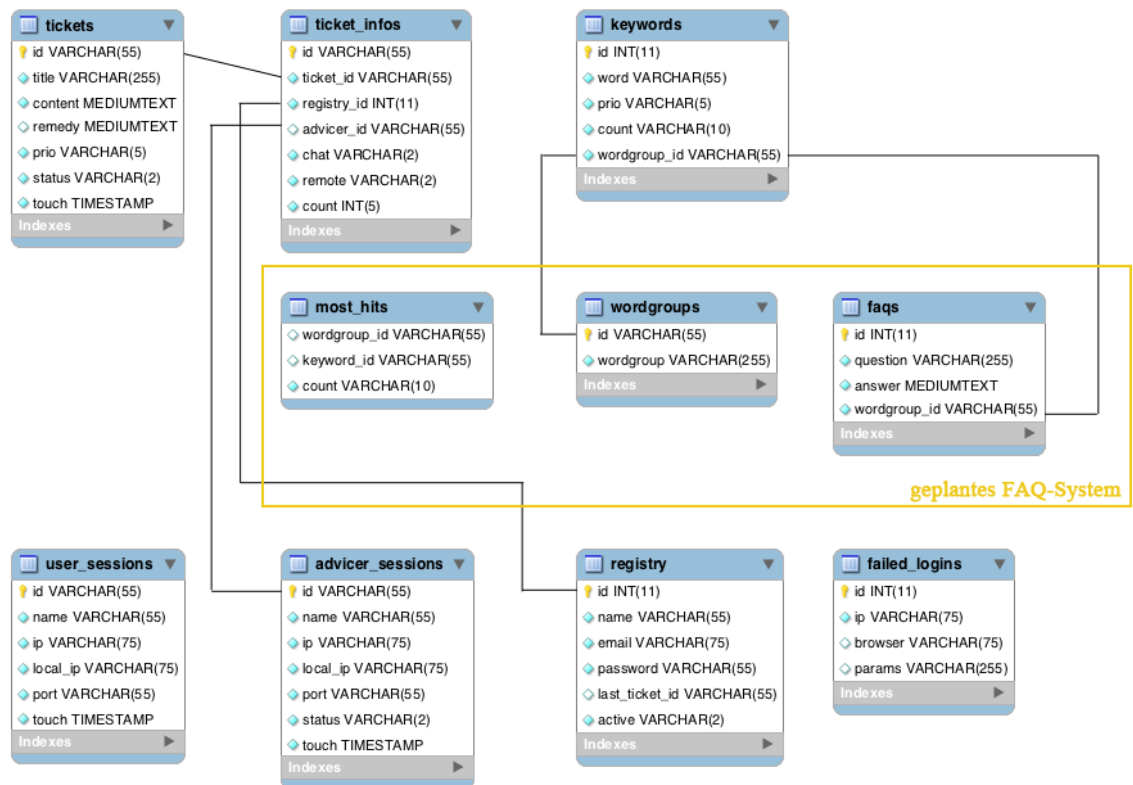 tickets
id VARCHAR(55)
title VARCHAR(255)
content MEDIUMTEXT
remedy MEDIUMTEXT
prio VARCHAR(5)
status VARCHAR(2)
touch TIMESTAMP
Indexes
ticket_infos
id VARCHAR(55)
ticket_id VARCHAR(55)
registry_id INT(11)
advicer_id VARCHAR(55)
chat VARCHAR(2)
remote VARCHAR(2)
count INT(5)
Indexes
keywords
id INT(11)
word VARCHAR(55)
prio VARCHAR(5)
count VARCHAR(10)
wordgroup_id VARCHAR(55)
Indexes
most_hits
wordgroup_id VARCHAR(55)
keyword_id VARCHAR(55)
count VARCHAR(10)
wordgroups
id VARCHAR(55)
wordgroup VARCHAR(255)
Indexes
faqs
id INT(11)
question VARCHAR(255)
answer MEDIUMTEXT
wordgroup_id VARCHAR(55)
Indexes
geplantes FAQ-System
user_sessions
id VARCHAR(55)
name VARCHAR(55)
ip VARCHAR(75)
local_ip VARCHAR(75)
port VARCHAR(55)
touch TIMESTAMP
Indexes
advicer_sessions
id VARCHAR(55)
name VARCHAR(55)
ip VARCHAR(75)
local_ip VARCHAR(75)
port VARCHAR(55)
status VARCHAR(2)
touch TIMESTAMP
Indexes
registry
id INT(11)
name VARCHAR(55)
email VARCHAR(75)
password VARCHAR(55)
last_ticket_id VARCHAR(55)
active VARCHAR(2)
Indexes
failed_logins
id INT(11)
ip VARCHAR(75)
browser VARCHAR(75)
params VARCHAR(255)
Indexes